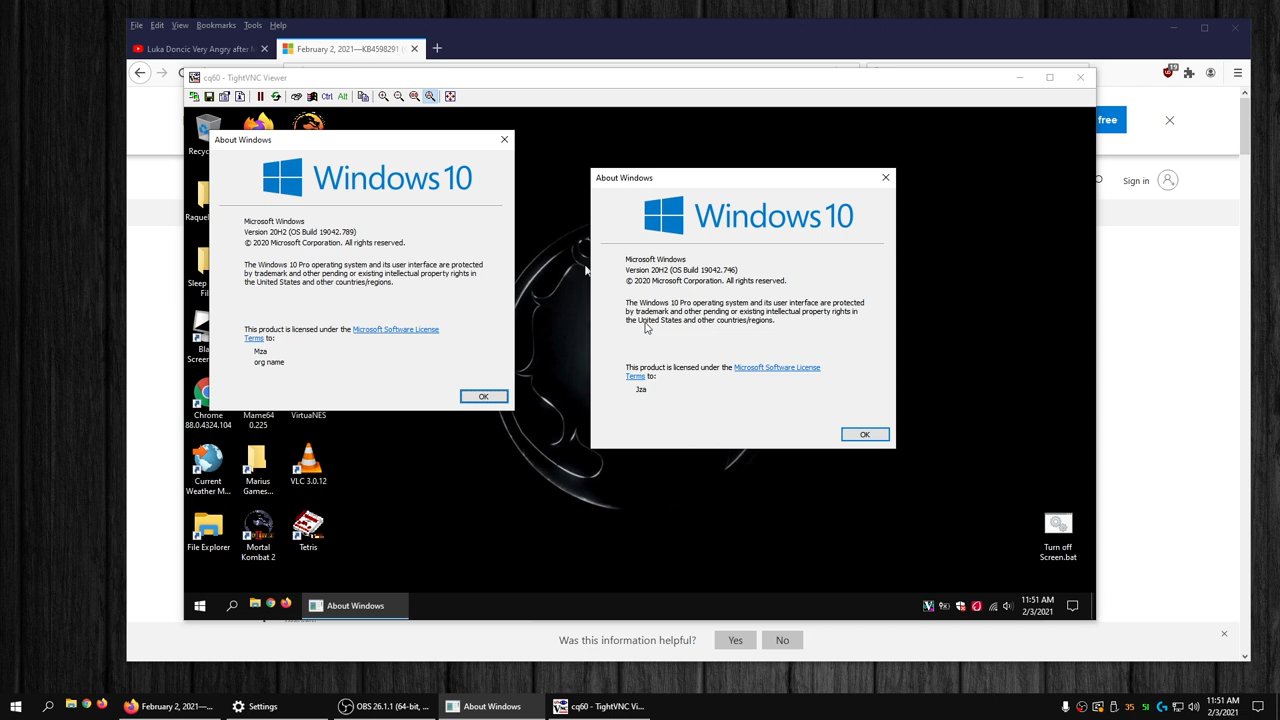 File Edit View Bookmarks Tools Help
Luka Doncic Very Angry after
February 2, 2021—KB4598291
cq60 - TightVNC Viewer
Ctrl Alt
free
Sign in
Recyc
Raquel
Sleep
Fil
Bla
Screen
Chrome
88.0.4324.104
Mame64
0.225
VirtuaNES
Current
Weather M...
Marius
Games...
VLC 3.0.12
File Explorer
Mortal
Kombat 2
Tetris
Turn off
Screen.bat
About Windows
Windows 10
Microsoft Windows
Version 20H2 (OS Build 19042.789)
© 2020 Microsoft Corporation. All rights reserved.
The Windows 10 Pro operating system and its user interface are protected
by trademark and other pending or existing intellectual property rights in
the United States and other countries/regions.
This product is licensed under the Microsoft Software License
Terms to:
Mza
org name
OK
About Windows
Windows 10
Microsoft Windows
Version 20H2 (OS Build 19042.746)
© 2020 Microsoft Corporation. All rights reserved.
The Windows 10 Pro operating system and its user interface are protected
by trademark and other pending or existing intellectual property rights in
the United States and other countries/regions.
This product is licensed under the Microsoft Software License
Terms to:
Jza
OK
About Windows
11:51 AM
2/3/2021
Was this information helpful? Yes No
February 2, 2021—...
Settings
OBS 26.1.1 (64-bit, ...
About Windows
cq60 - TightVNC Vi...
35
11:51 AM
2/3/2021